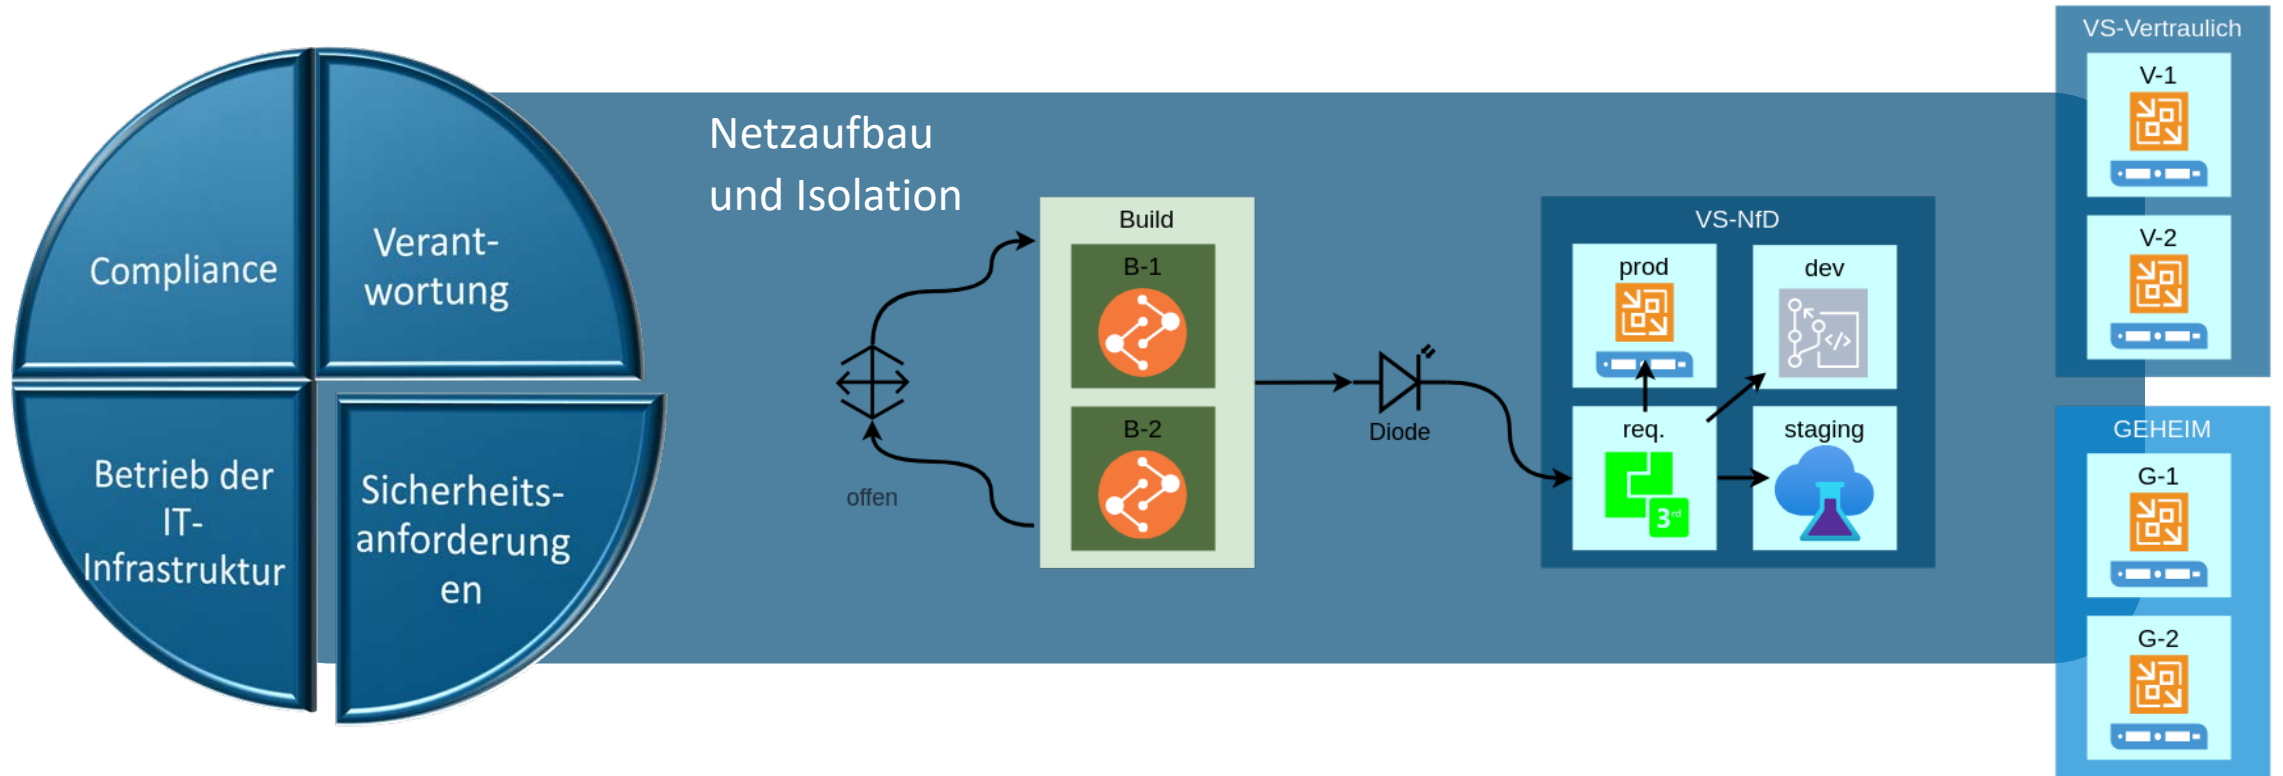 Compliance
Verant-
wortung
Betrieb der
IT-
Infrastruktur
Sicherheits-
anforderung
en
Netzaufbau
und Isolation
offen
Build
B-1
B-2
Diode
VS-NfD
prod
dev
req.
3rd
staging
VS-Vertraulich
V-1
V-2
GEHEIM
G-1
G-2